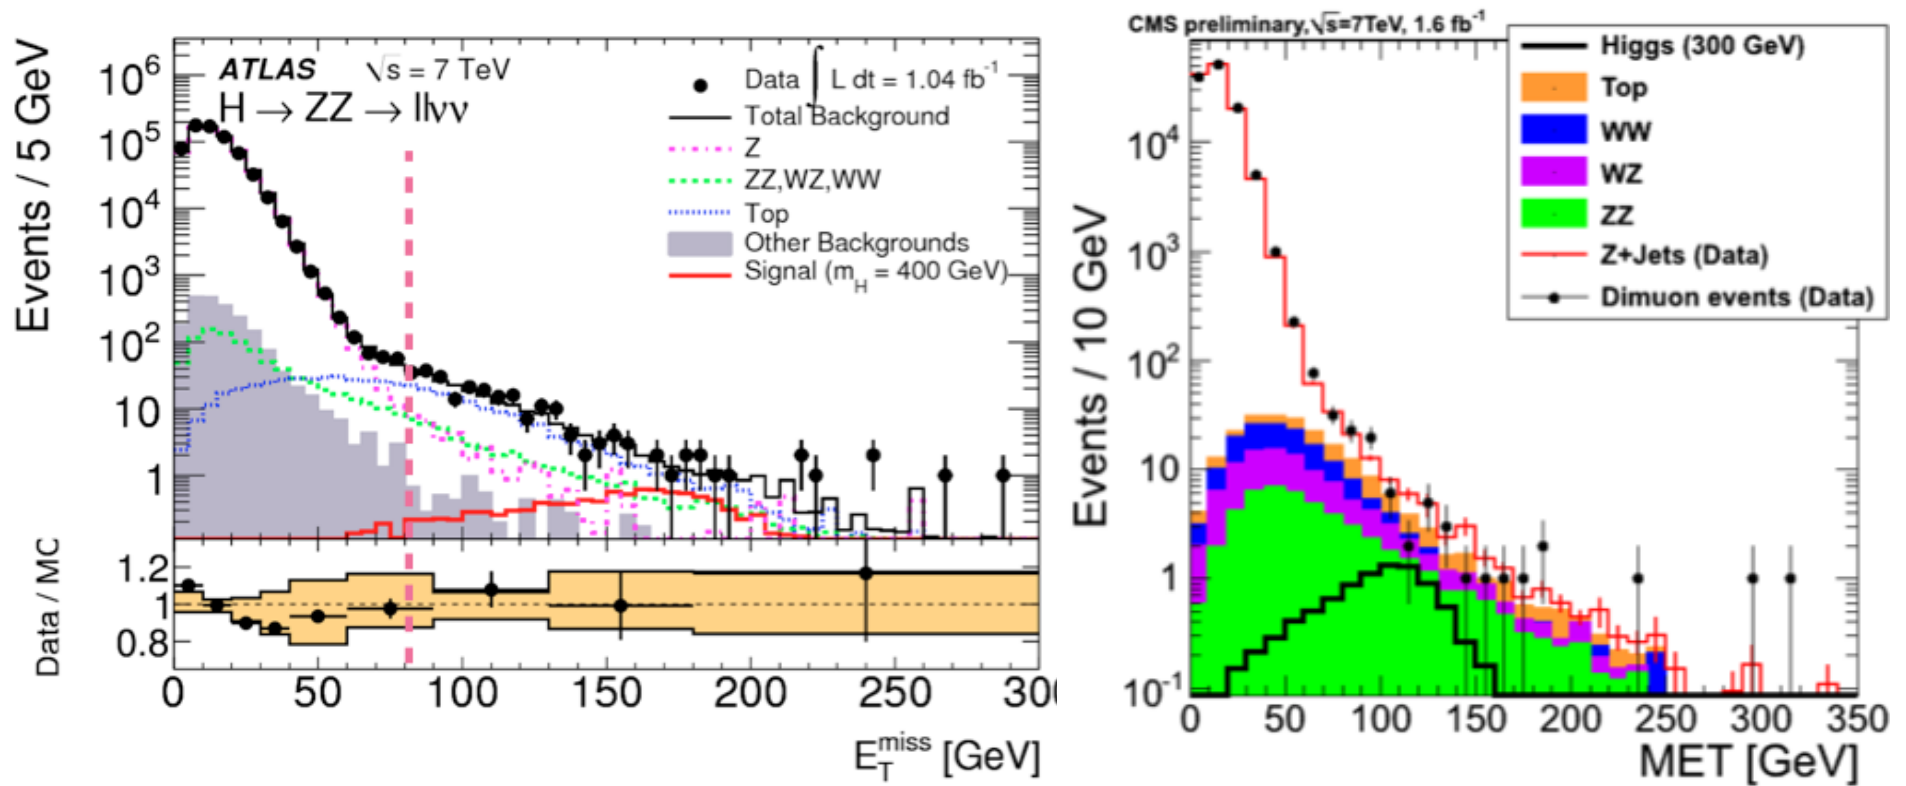 ATLAS √s = 7 TeV
H → ZZ → llνν
Data ∫ L dt = 1.04 fb⁻¹
Total Background
Z
ZZ,WZ,WW
Top
Other Backgrounds
Signal (m_H = 400 GeV)
Events / 5 GeV
10⁶
10⁵
10⁴
10³
10²
10
1
Data / MC
1.2
1
0.8
0 50 100 150 200 250 30
E_T^miss [GeV]
CMS preliminary,√s=7TeV, 1.6 fb⁻¹
Higgs (300 GeV)
Top
WW
WZ
ZZ
Z+Jets (Data)
Dimuon events (Data)
Events / 10 GeV
10⁴
10³
10²
10
1
10⁻¹
0 50 100 150 200 250 300 350
MET [GeV]